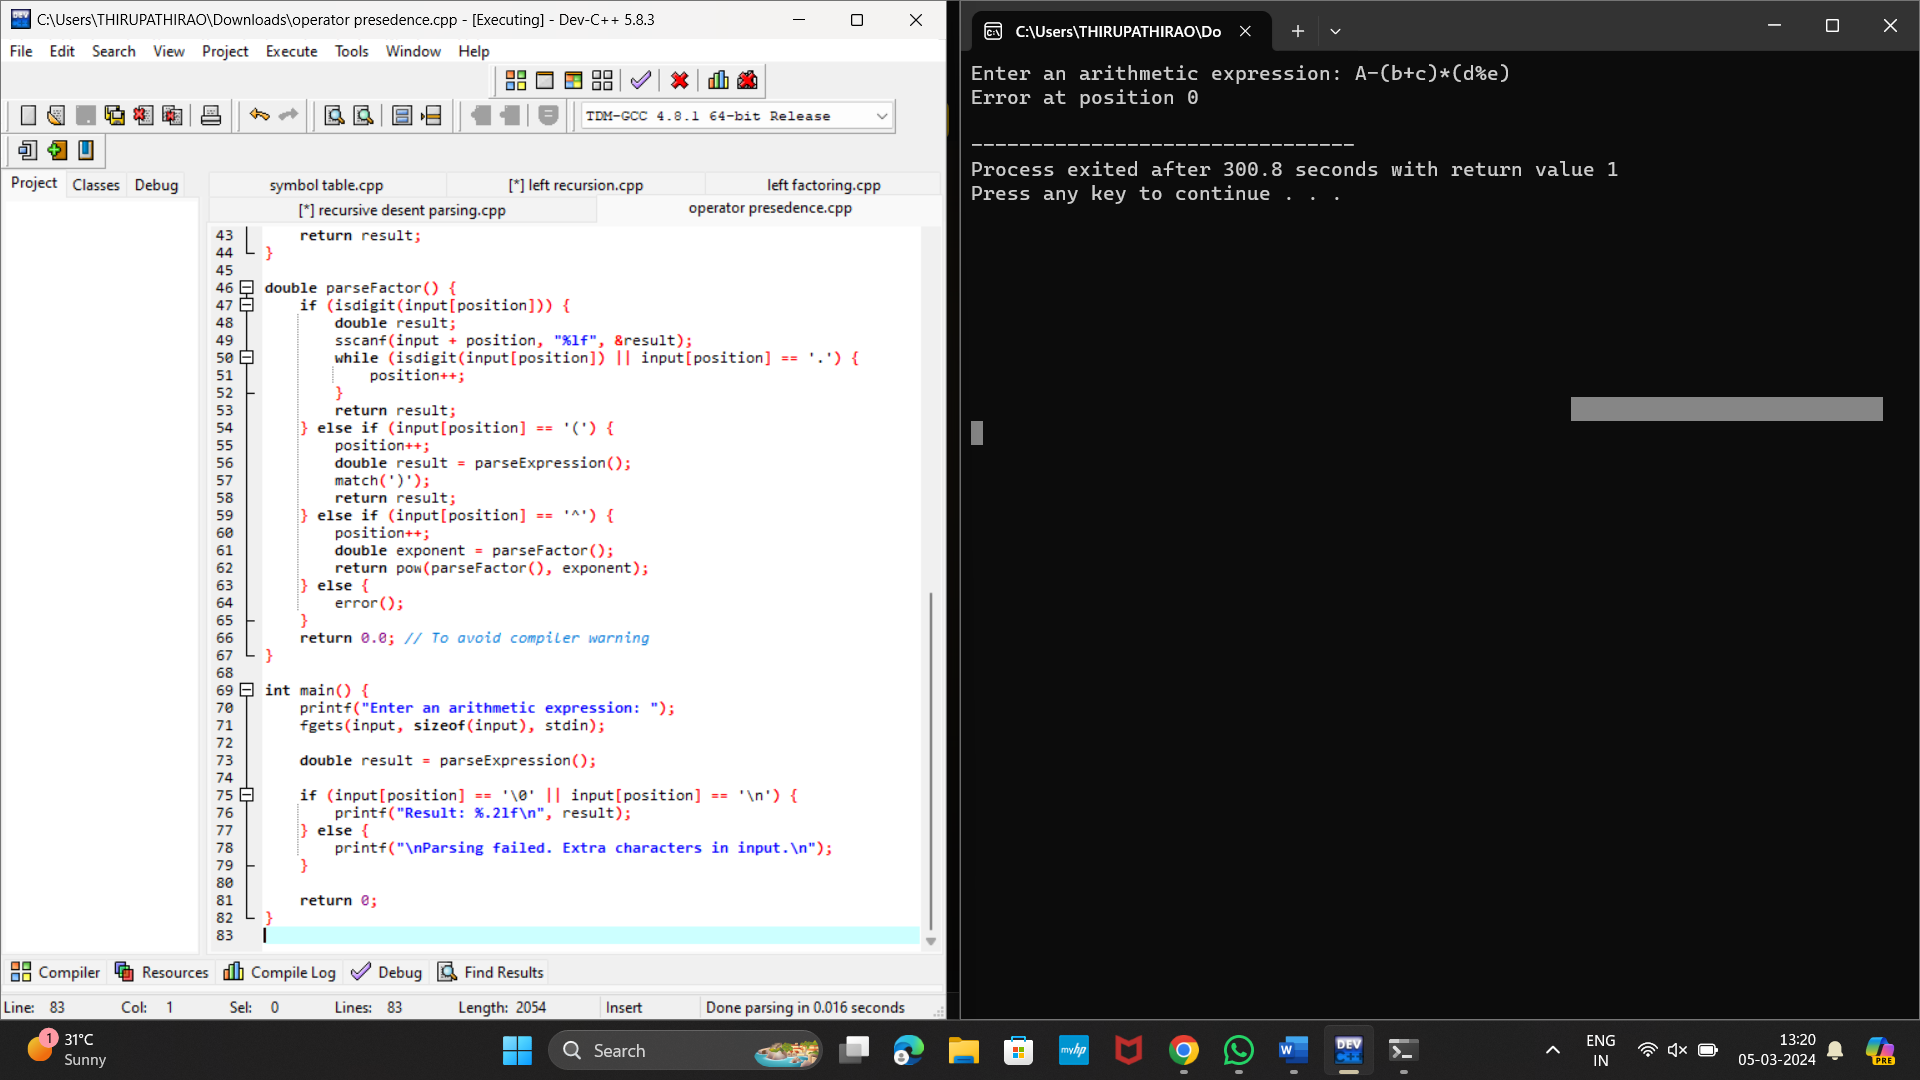 C:\Users\THIRUPATHIRAO\Downloads\operator presedence.cpp - [Executing] - Dev-C++ 5.8.3
File Edit Search View Project Execute Tools Window Help
TDM-GCC 4.8.1 64-bit Release
Project Classes Debug
symbol table.cpp [*] left recursion.cpp left factoring.cpp
[*] recursive desent parsing.cpp operator presedence.cpp
43 return result;
44 }
45
46 double parseFactor() {
47 if (isdigit(input[position])) {
48 double result;
49 sscanf(input + position, "%lf", &result);
50 while (isdigit(input[position]) || input[position] == '.') {
51 position++;
52 }
53 return result;
54 } else if (input[position] == '(') {
55 position++;
56 double result = parseExpression();
57 match(')');
58 return result;
59 } else if (input[position] == '^') {
60 position++;
61 double exponent = parseFactor();
62 return pow(parseFactor(), exponent);
63 } else {
64 error();
65 }
66 return 0.0; // To avoid compiler warning
67 }
68
69 int main() {
70 printf("Enter an arithmetic expression: ");
71 fgets(input, sizeof(input), stdin);
72
73 double result = parseExpression();
74
75 if (input[position] == '\0' || input[position] == '\n') {
76 printf("Result: %.2lf\n", result);
77 } else {
78 printf("\nParsing failed. Extra characters in input.\n");
79 }
80
81 return 0;
82 }
83
Compiler Resources Compile Log Debug Find Results
Line: 83 Col: 1 Sel: 0 Lines: 83 Length: 2054 Insert Done parsing in 0.016 seconds
C:\Users\THIRUPATHIRAO\Do
Enter an arithmetic expression: A-(b+c)*(d%e)
Error at position 0
--------------------------------
Process exited after 300.8 seconds with return value 1
Press any key to continue . . .
1
31°C
Sunny
Search
myhp
DEV
C++
ENG
IN
13:20
05-03-2024
PRE